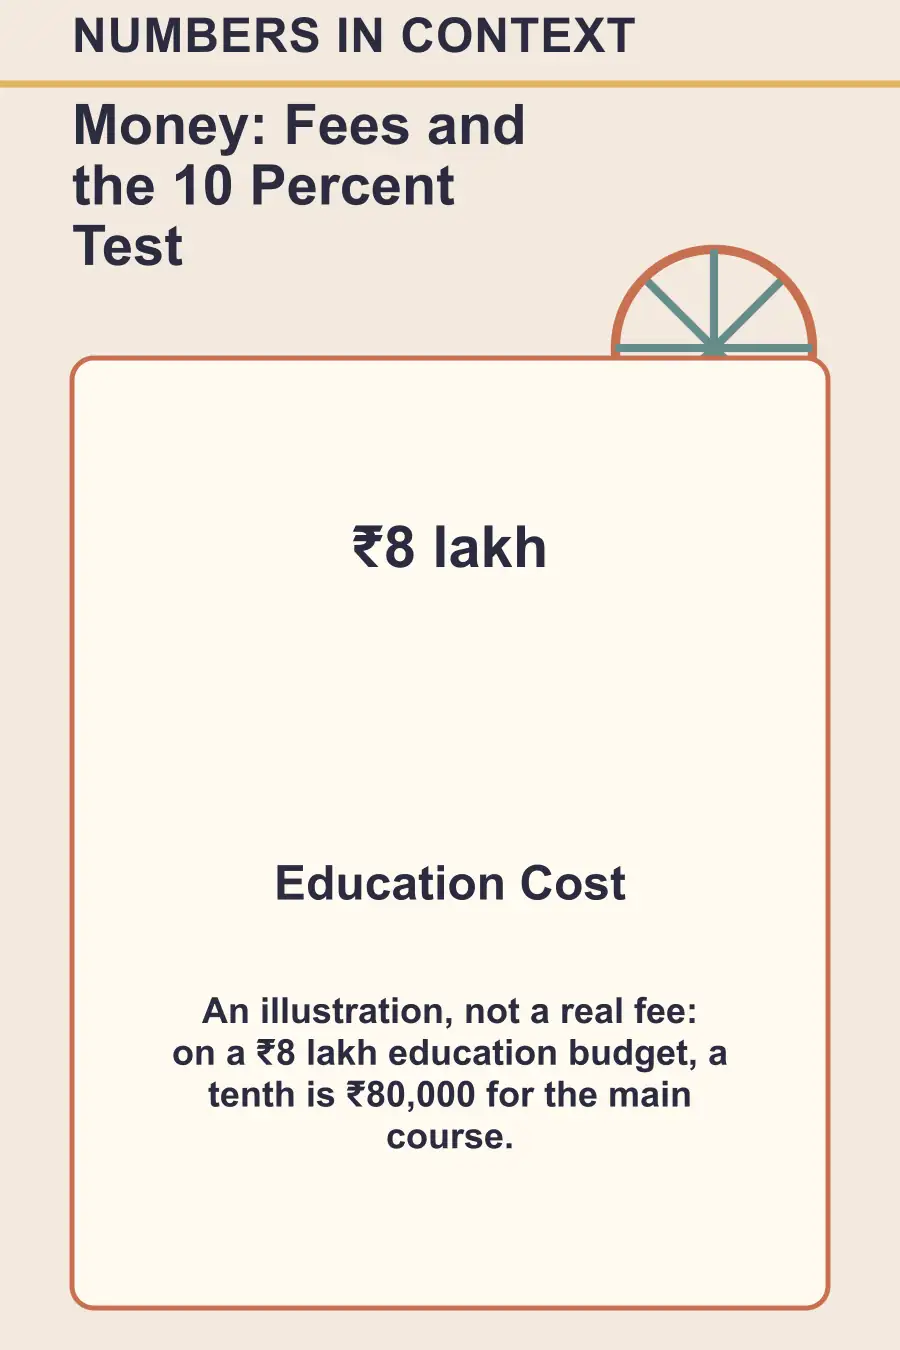 NUMBERS IN CONTEXT
Money: Fees and
the 10 Percent
Test
₹8 lakh
Education Cost
An illustration, not a real fee:
on a ₹8 lakh education budget, a
tenth is ₹80,000 for the main
course.